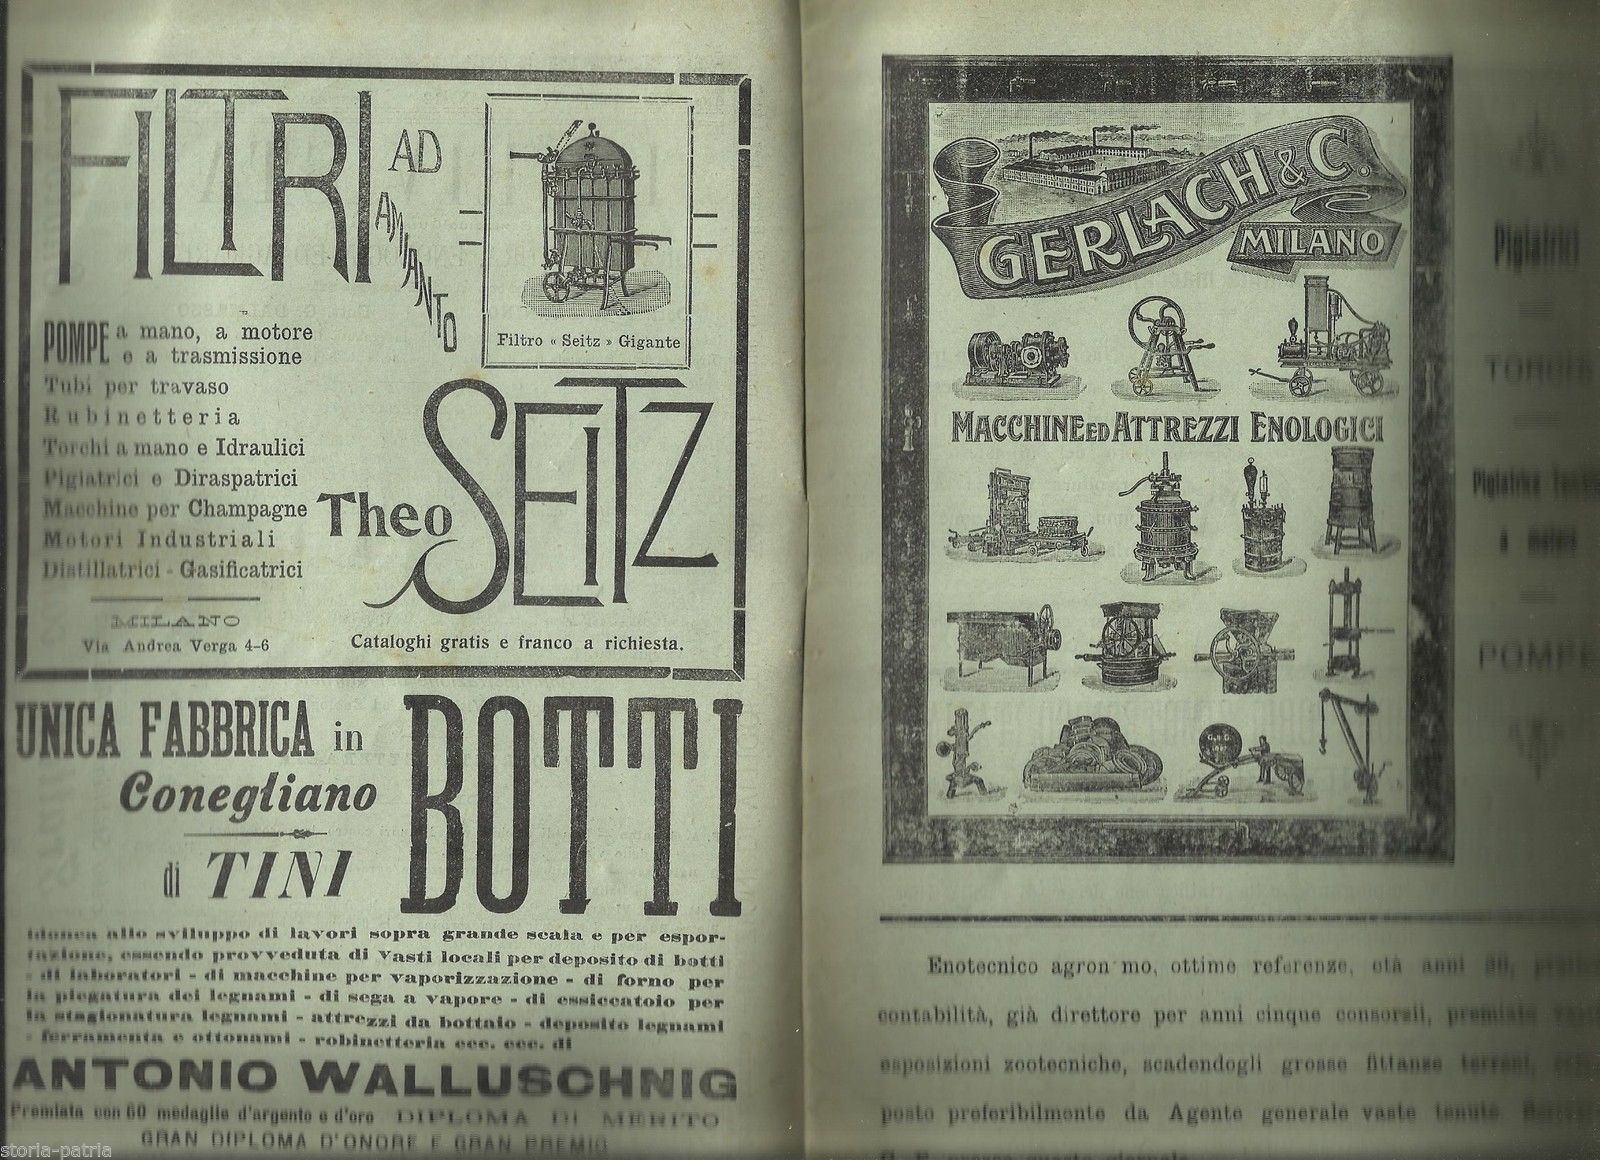 FILTRI AD AMIANTO
Filtro « Seitz » Gigante
POMPE a mano, a motore
e a trasmissione
Tubi per travaso
Rubinetteria
Torchi a mano e Idraulici
Pigiatrici e Diraspatrici
Macchine per Champagne
Motori Industriali
Distillatrici - Gasificatrici
MILANO
Via Andrea Verga 4-6
Theo SEITZ
Cataloghi gratis e franco a richiesta.
UNICA FABBRICA in
Conegliano
di TINI
BOTTI
idonea allo sviluppo di lavori sopra grande scala e per espor-
tazione, essendo provveduta di vasti locali per deposito di botti
- di laboratori - di macchine per vaporizzazione - di forno per
la piegatura dei legnami - di sega a vapore - di essiccatoio per
la stagionatura legnami - attrezzi da bottaio - deposito legnami
- ferramenta e ottonami - robinetteria ecc. ecc. di
ANTONIO WALLUSCHNIG
Premiata con 60 medaglie d'argento e d'oro DIPLOMA DI MERITO
GRAN DIPLOMA D'ONORE E GRAN PREMIO
GERLACH & C.
MILANO
MACCHINE ED ATTREZZI ENOLOGICI
Pigiatrici
TORCHI
Pigiatrice
a
POMPE
Enotecnico agron mo, ottime referenze, età anni
contabilità, già direttore per anni cinque consorzii, premiato
esposizioni zootecniche, scadendogli grosse fittanze terreni,
posto preferibilmente da Agente generale vaste tenute.
storia-patria